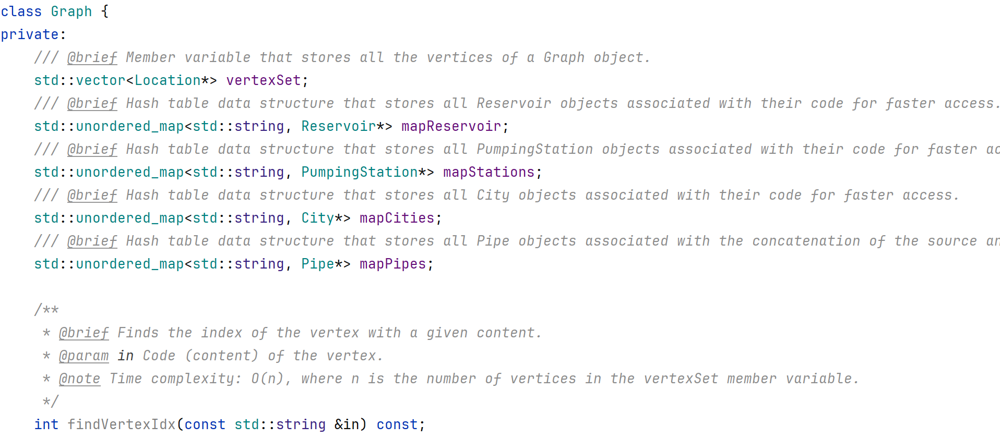 class Graph {
private:
/// @brief Member variable that stores all the vertices of a Graph object.
std::vector<Location*> vertexSet;
/// @brief Hash table data structure that stores all Reservoir objects associated with their code for faster access.
std::unordered_map<std::string, Reservoir*> mapReservoir;
/// @brief Hash table data structure that stores all PumpingStation objects associated with their code for faster ac
std::unordered_map<std::string, PumpingStation*> mapStations;
/// @brief Hash table data structure that stores all City objects associated with their code for faster access.
std::unordered_map<std::string, City*> mapCities;
/// @brief Hash table data structure that stores all Pipe objects associated with the concatenation of the source an
std::unordered_map<std::string, Pipe*> mapPipes;
/**
* @brief Finds the index of the vertex with a given content.
* @param in Code (content) of the vertex.
* @note Time complexity: O(n), where n is the number of vertices in the vertexSet member variable.
*/
int findVertexIdx(const std::string &in) const;